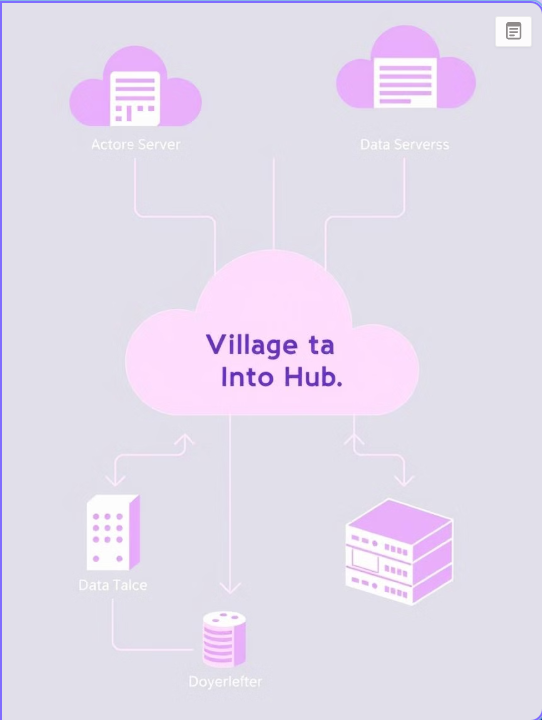 Actore Server
Data Serverss
Village ta
Into Hub.
Data Talce
Doyerlefter